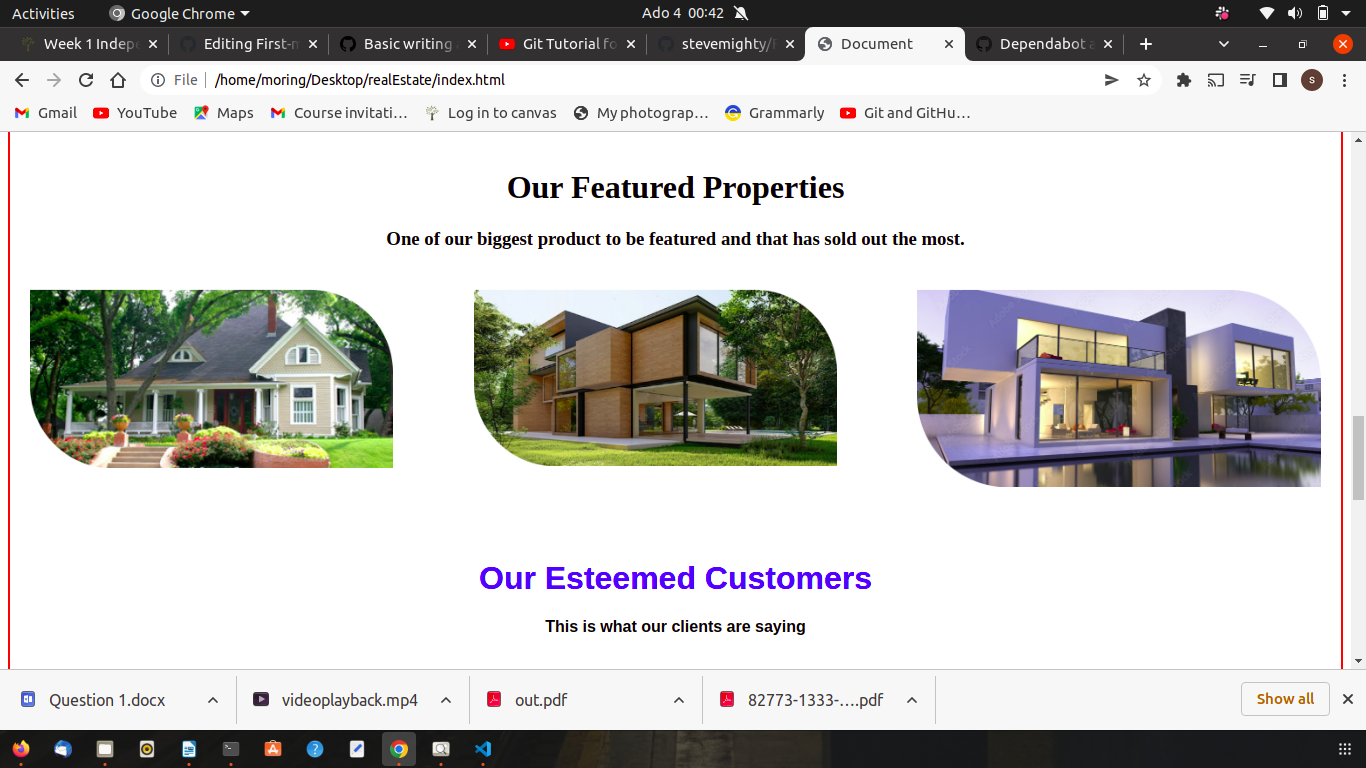 Activities
Google Chrome
Ado 4 00:42
Week 1 Indep
Editing First-n
Basic writing
Git Tutorial fo
stevemighty/
Document
Dependabot a
File
/home/moring/Desktop/realEstate/index.html
S
Gmail
YouTube
Maps
Course invitati…
Log in to canvas
My photograp…
Grammarly
Git and GitHu…
Our Featured Properties
One of our biggest product to be featured and that has sold out the most.
Our Esteemed Customers
This is what our clients are saying
Question 1.docx
videoplayback.mp4
out.pdf
82773-1333-….pdf
Show all